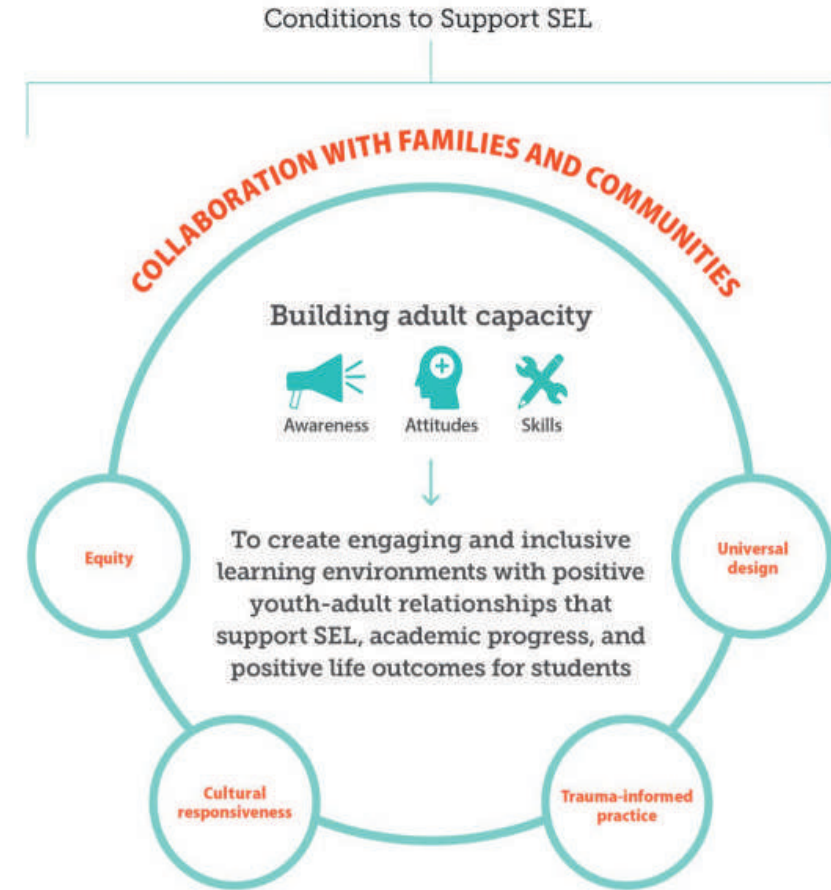 Conditions to Support SEL
COLLABORATION WITH FAMILIES AND COMMUNITIES
Building adult capacity
Awareness
Attitudes
Skills
To create engaging and inclusive
learning environments with positive
youth-adult relationships that
support SEL, academic progress, and
positive life outcomes for students
Equity
Universal
design
Cultural
responsiveness
Trauma-informed
practice